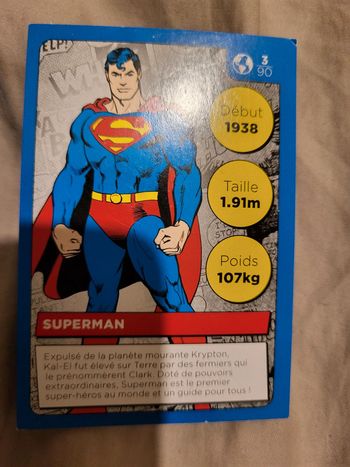 ELP!
3
90
Début
1938
Taille
1.91m
Poids
107kg
SUPERMAN
Expulsé de la planète mourante Krypton,
Kal-El fut élevé sur Terre par des fermiers qui
le prénommèrent Clark. Doté de pouvoirs
extraordinaires, Superman est le premier
super-héros au monde et un guide pour tous !